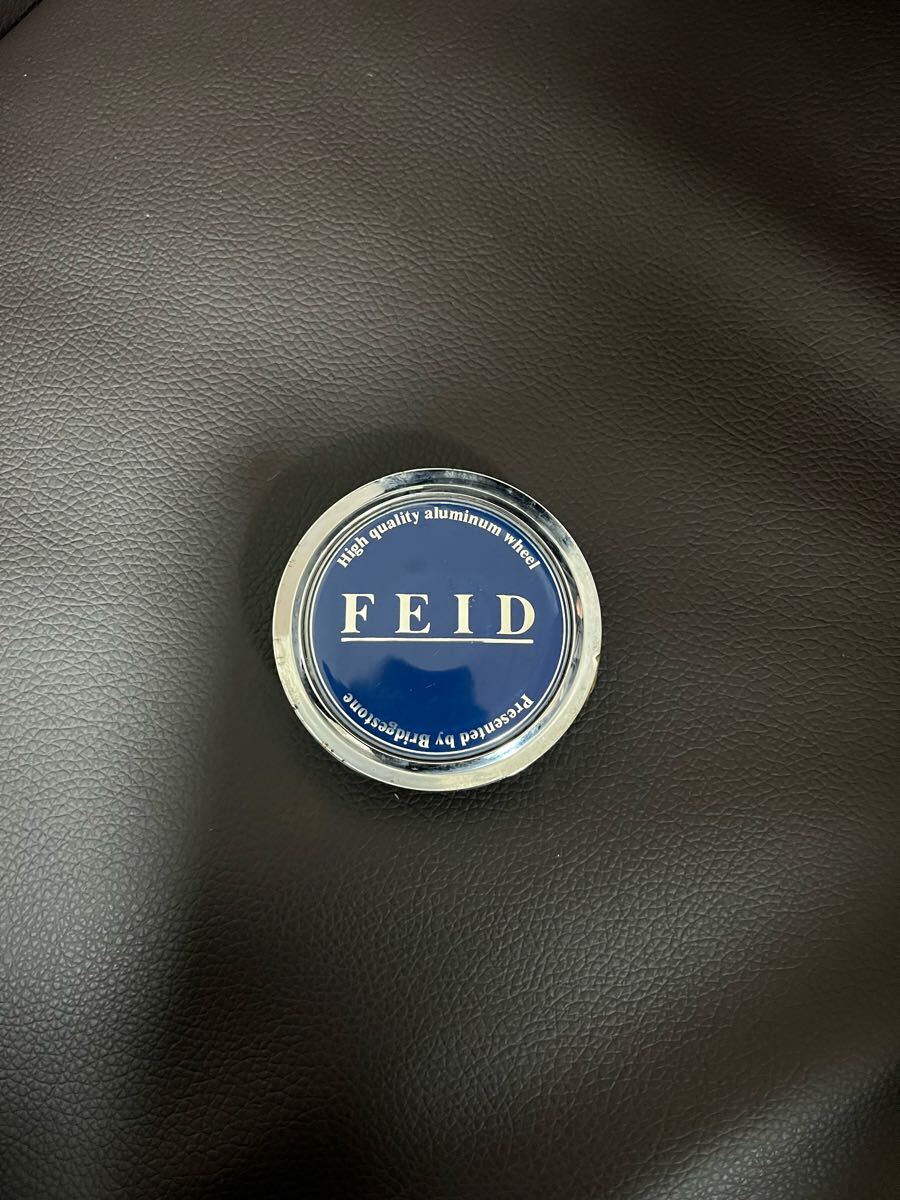 High quality aluminum wheel
FEID
Presented by Bridgestone